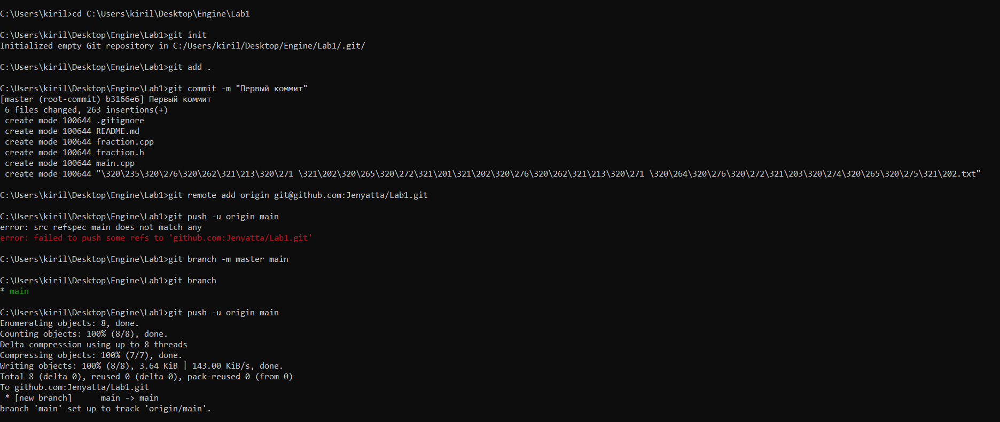 C:\Users\kiril>cd C:\Users\kiril\Desktop\Engine\Lab1
C:\Users\kiril\Desktop\Engine\Lab1>git init
Initialized empty Git repository in C:/Users/kiril/Desktop/Engine/Lab1/.git/
C:\Users\kiril\Desktop\Engine\Lab1>git add .
C:\Users\kiril\Desktop\Engine\Lab1>git commit -m "Первый коммит"
[master (root-commit) b3166e6] Первый коммит
 6 files changed, 263 insertions(+)
 create mode 100644 .gitignore
 create mode 100644 README.md
 create mode 100644 fraction.cpp
 create mode 100644 fraction.h
 create mode 100644 main.cpp
 create mode 100644 "\320\235\320\276\320\262\321\213\320\271 \321\202\320\265\320\272\321\201\321\202\320\276\320\262\321\213\320\271 \320\264\320\276\320\272\321\203\320\274\320\265\320\275\321\202.txt"
C:\Users\kiril\Desktop\Engine\Lab1>git remote add origin git@github.com:Jenyatta/Lab1.git
C:\Users\kiril\Desktop\Engine\Lab1>git push -u origin main
error: src refspec main does not match any
error: failed to push some refs to 'github.com:Jenyatta/Lab1.git'
C:\Users\kiril\Desktop\Engine\Lab1>git branch -m master main
C:\Users\kiril\Desktop\Engine\Lab1>git branch
* main
C:\Users\kiril\Desktop\Engine\Lab1>git push -u origin main
Enumerating objects: 8, done.
Counting objects: 100% (8/8), done.
Delta compression using up to 8 threads
Compressing objects: 100% (7/7), done.
Writing objects: 100% (8/8), 3.64 KiB | 143.00 KiB/s, done.
Total 8 (delta 0), reused 0 (delta 0), pack-reused 0 (from 0)
To github.com:Jenyatta/Lab1.git
 * [new branch]      main -> main
branch 'main' set up to track 'origin/main'.